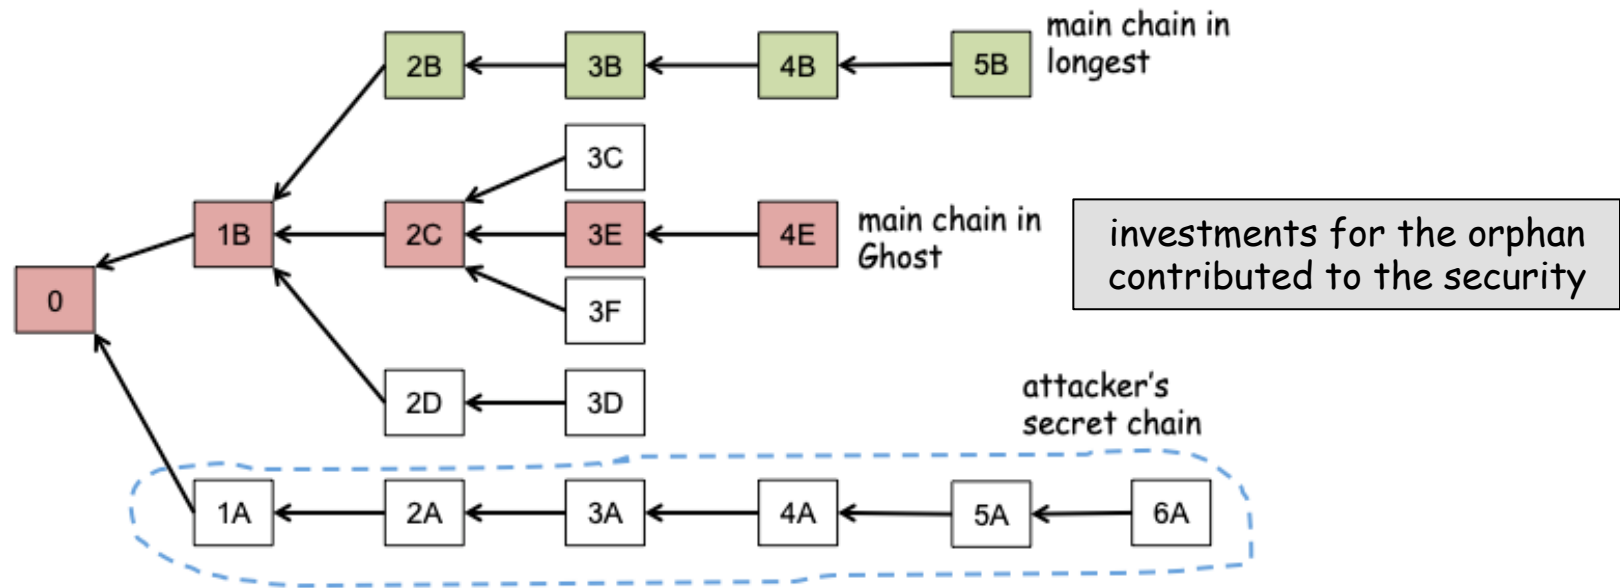 main chain in
longest
2B
3B
4B
5B
3C
1B
2C
3E
4E
main chain in
Ghost
investments for the orphan
contributed to the security
0
3F
2D
3D
attacker's
secret chain
1A
2A
3A
4A
5A
6A